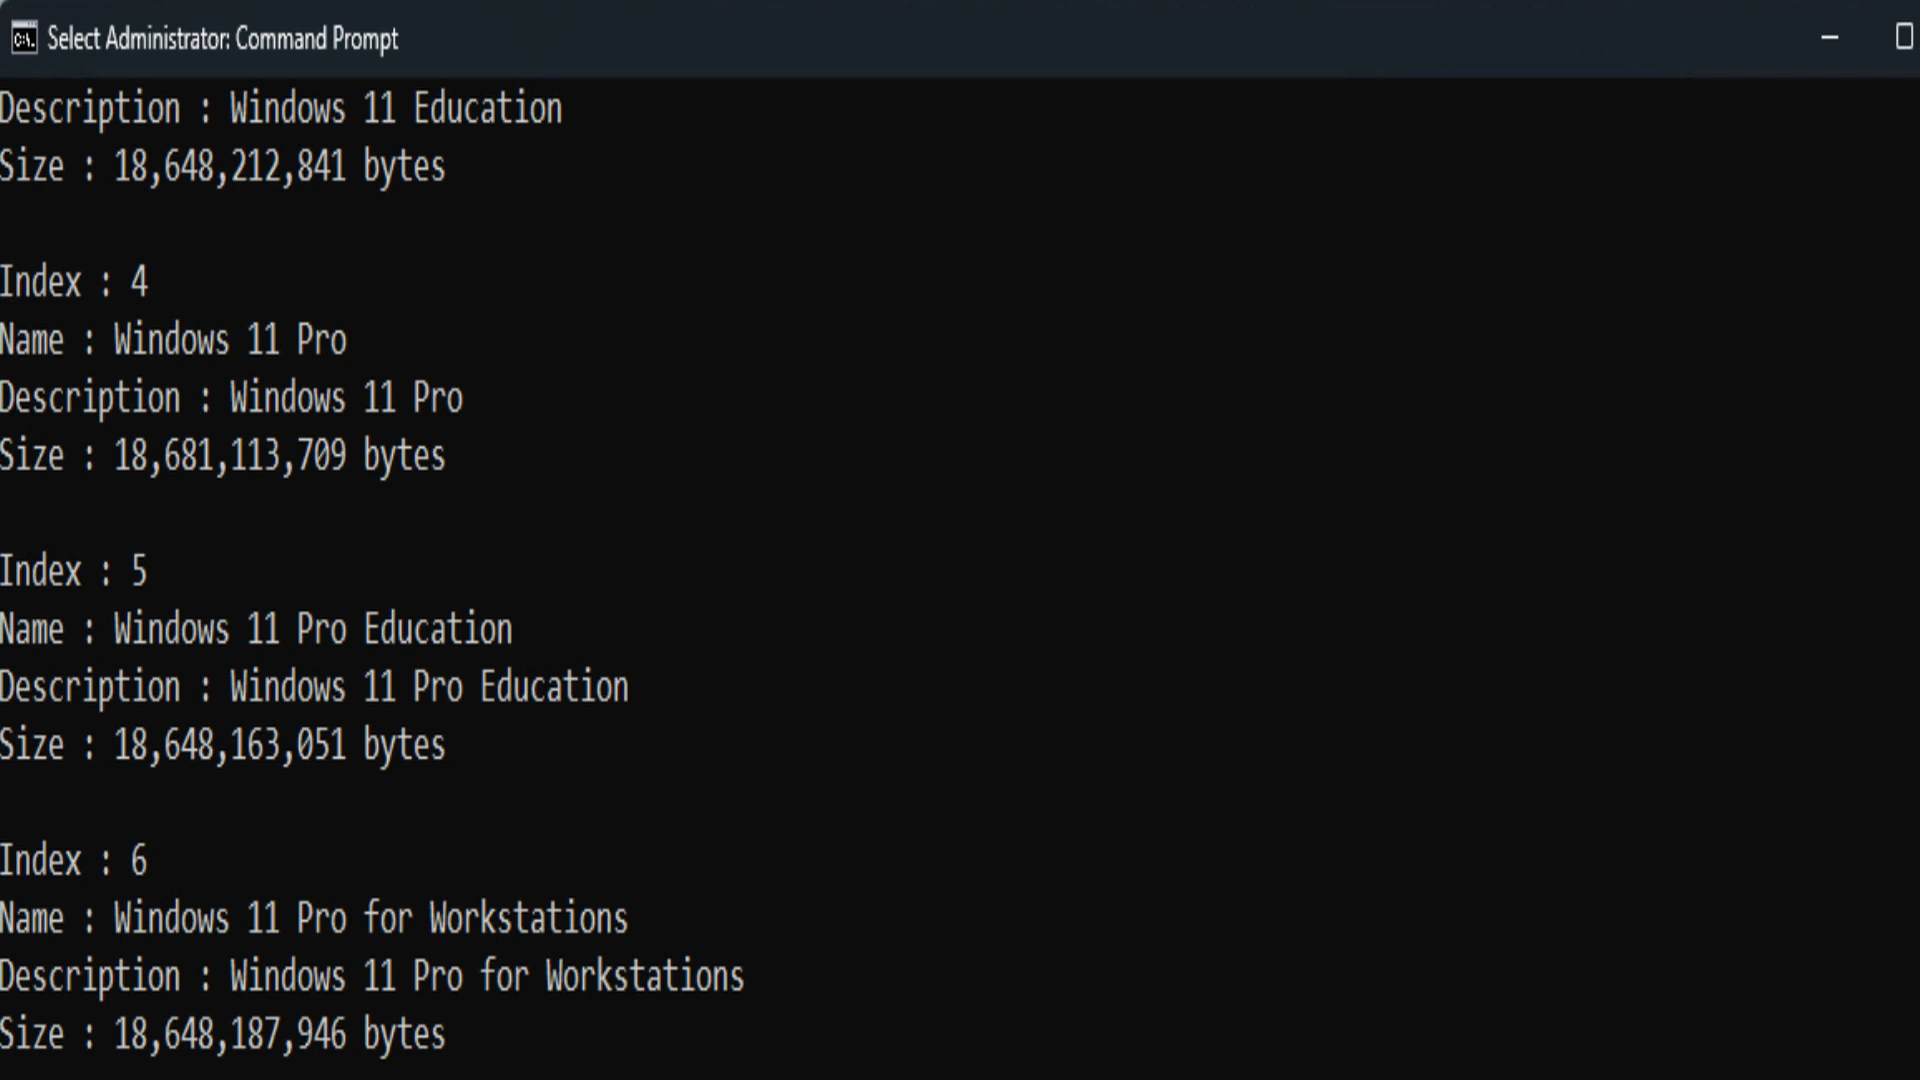 Select Administrator: Command Prompt
Description : Windows 11 Education
Size : 18,648,212,841 bytes
Index : 4
Name : Windows 11 Pro
Description : Windows 11 Pro
Size : 18,681,113,709 bytes
Index : 5
Name : Windows 11 Pro Education
Description : Windows 11 Pro Education
Size : 18,648,163,051 bytes
Index : 6
Name : Windows 11 Pro for Workstations
Description : Windows 11 Pro for Workstations
Size : 18,648,187,946 bytes